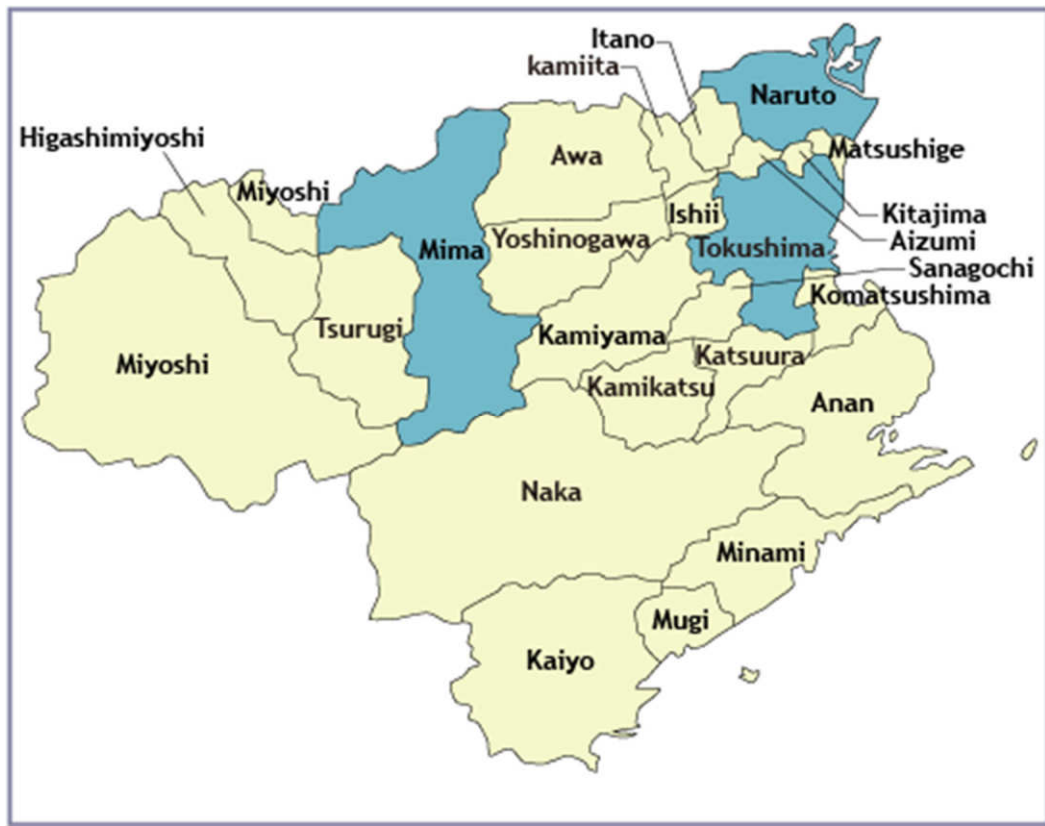 Itano
kamiita
Naruto
Higashimiyoshi
Awa
Matsushige
Miyoshi
Ishii
Kitajima
Yoshinogawa
Mima
Tokushima
Aizumi
Sanagochi
Komatsushima
Tsurugi
Kamiyama
Katsuura
Miyoshi
Kamikatsu
Anan
Naka
Minami
Mugi
Kaiyo